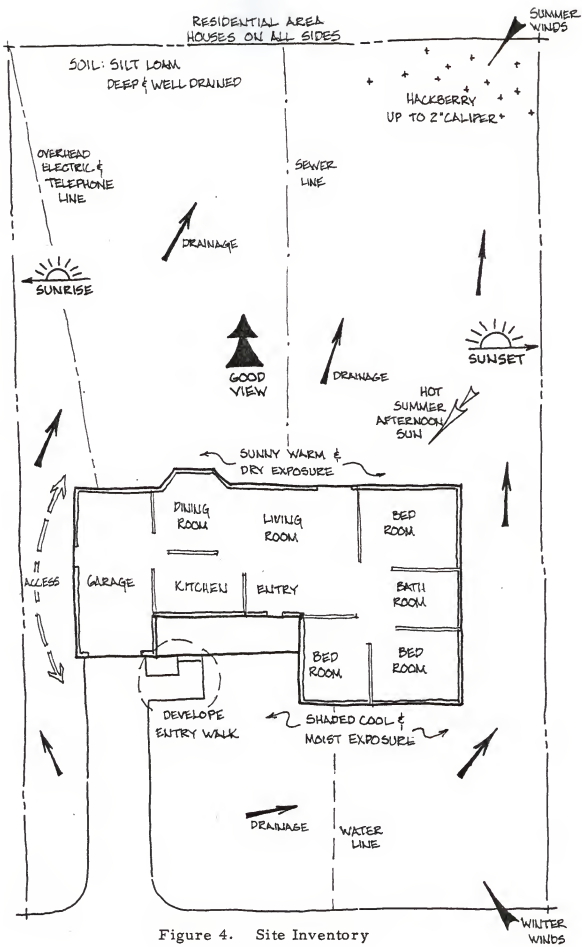 RESIDENTIAL AREA
HOUSES ON ALL SIDES
SUMMER
WINDS
SOIL: SILT LOAM
DEEP & WELL DRAINED
HACKBERRY
UP TO 2" CALIPER
OVERHEAD
ELECTRIC &
TELEPHONE
LINE
SEWER
LINE
DRAINAGE
SUNRISE
SUNSET
GOOD
VIEW
DRAINAGE
HOT
SUMMER
AFTERNOON
SUN
SUNNY WARM &
DRY EXPOSURE
DINING
ROOM
LIVING
ROOM
BED
ROOM
ACCESS
GARAGE
KITCHEN
ENTRY
BATH
ROOM
BED
ROOM
BED
ROOM
DEVELOPE
ENTRY WALK
SHADED COOL &
MOIST EXPOSURE
DRAINAGE
WATER
LINE
WINTER
WINDS
Figure 4. Site Inventory